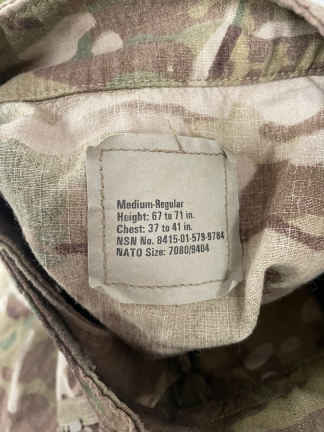 Medium-Regular
Height: 67 to 71 in.
Chest: 37 to 41 in.
NSN No. 8415-01-579-9784
NATO Size: 7080/9404